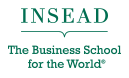 INSEAD
The Business School
for the World®